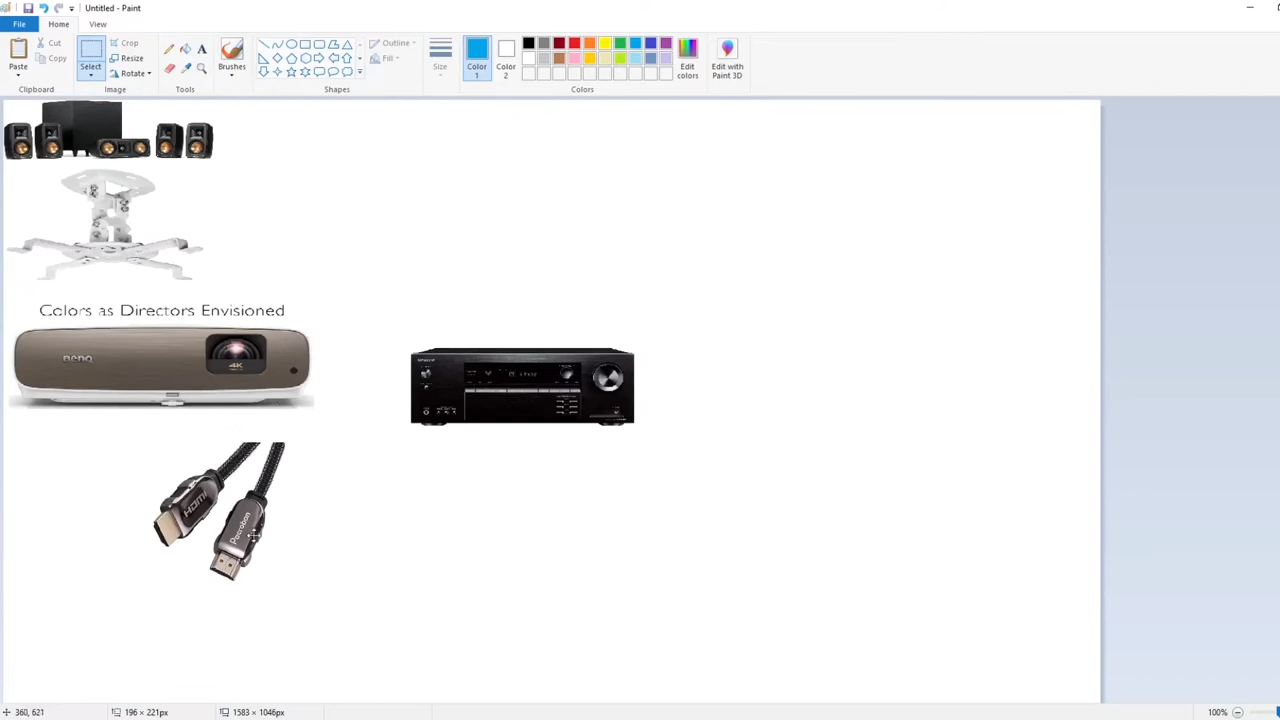 Untitled - Paint
File
Home
View
Paste
Cut
Copy
Clipboard
Select
Crop
Resize
Rotate
Image
Tools
Brushes
Shapes
Outline
Fill
Size
Color 1
Color 2
Edit colors
Edit with Paint 3D
Colors
Colors as Directors Envisioned
BenQ
4K
HDMI
Pacroban
360, 621
196 × 221px
1583 × 1046px
100%